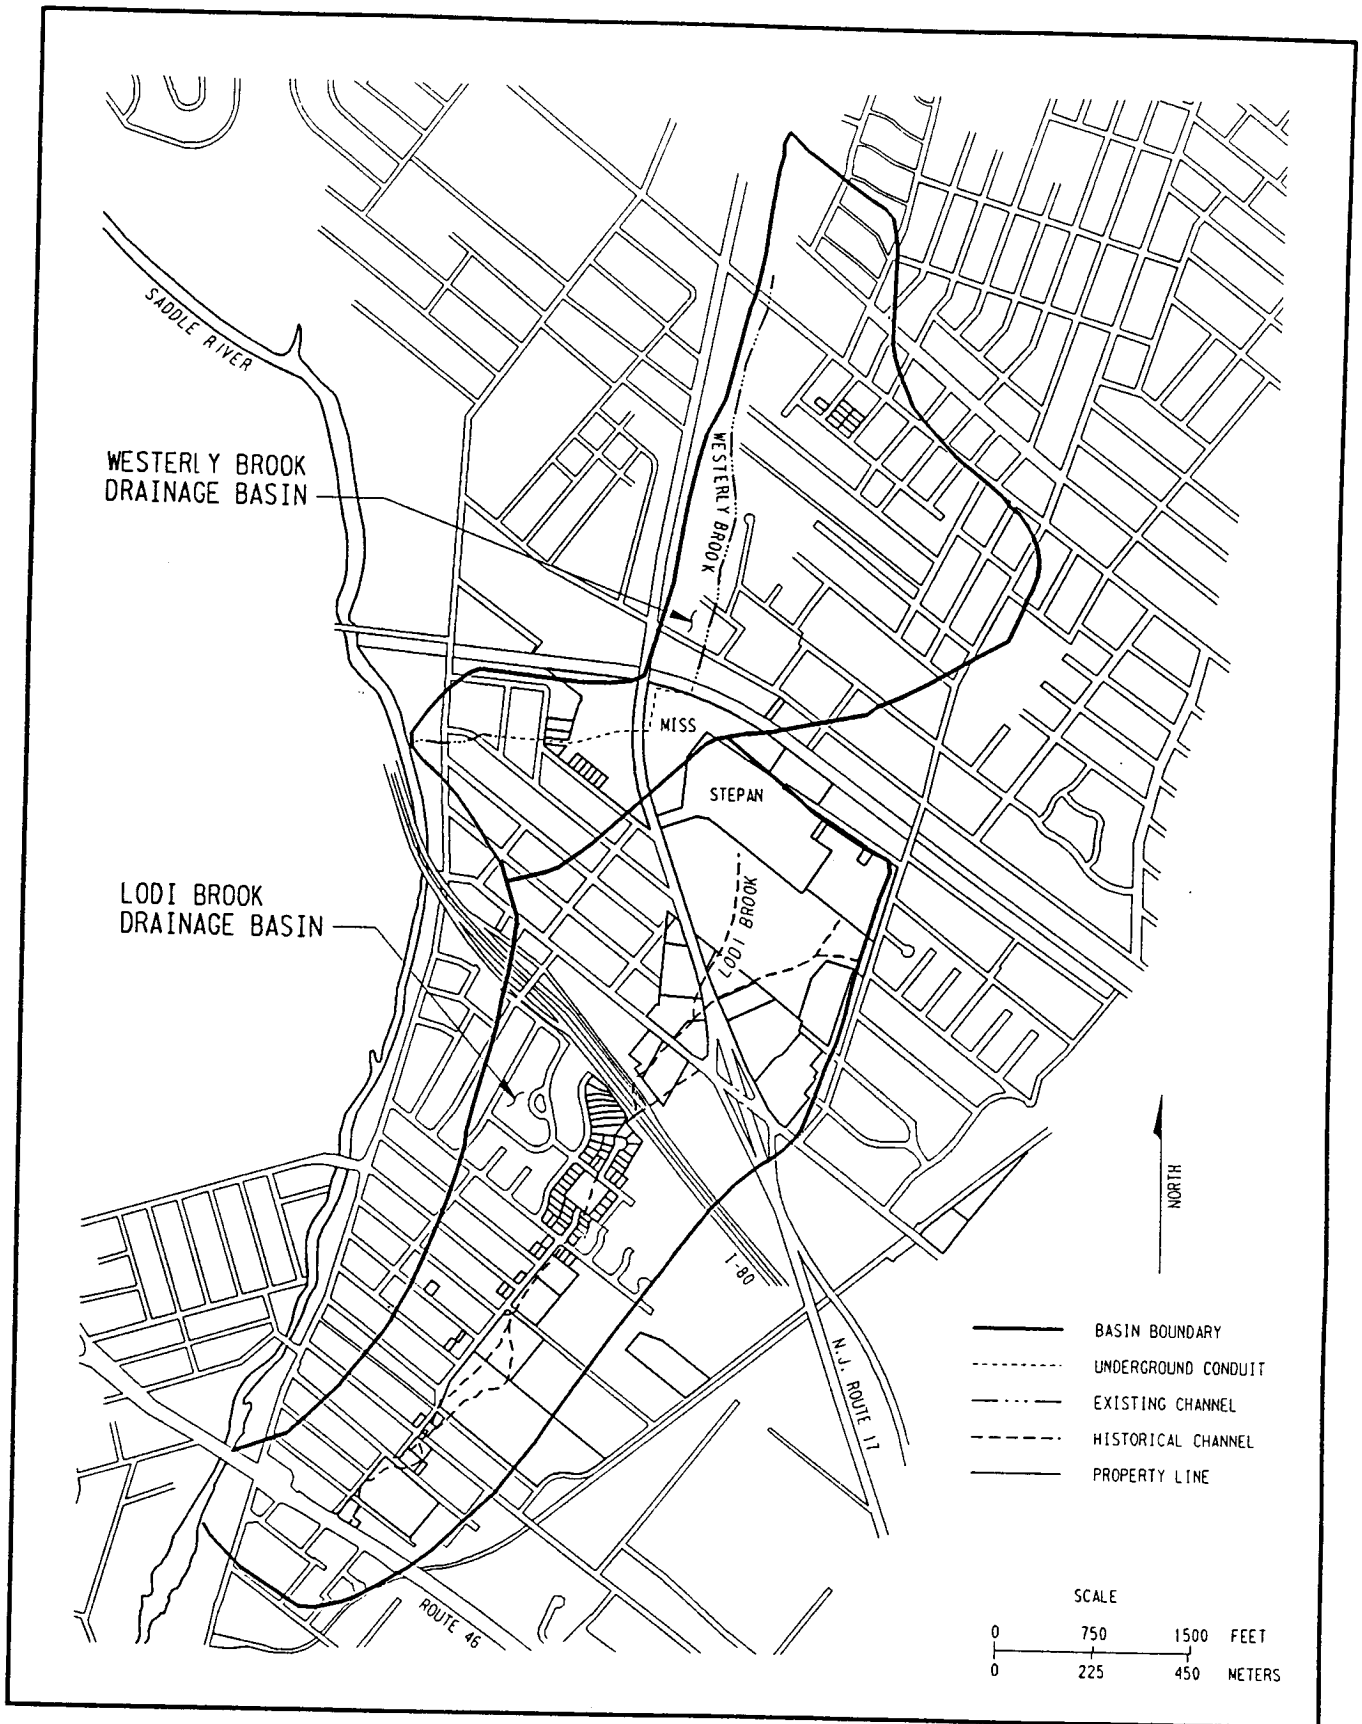 SADDLE RIVER
WESTERLY BROOK
DRAINAGE BASIN
WESTERLY BROOK
MISS
STEPAN
LODI BROOK
DRAINAGE BASIN
LODI BROOK
NORTH
I-80
N.J. ROUTE 17
ROUTE 46
BASIN BOUNDARY
UNDERGROUND CONDUIT
EXISTING CHANNEL
HISTORICAL CHANNEL
PROPERTY LINE
SCALE
0 750 1500 FEET
0 225 450 METERS